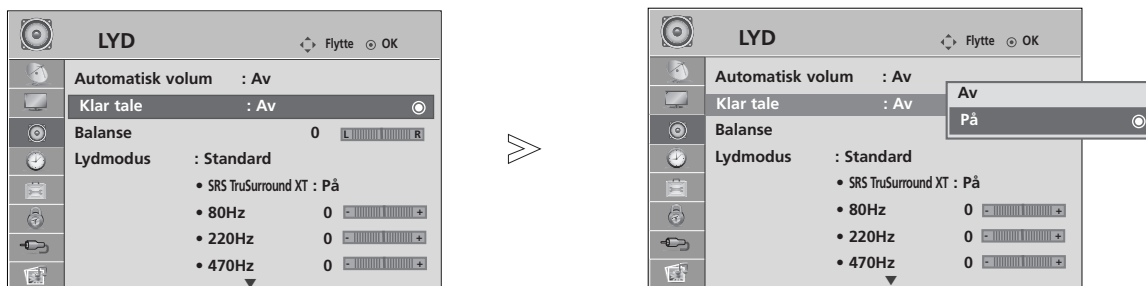 LYD Flytte OK
Automatisk volum : Av
Klar tale : Av
Balanse 0 L R
Lydmodus : Standard
• SRS TruSurround XT : På
• 80Hz 0 - +
• 220Hz 0 - +
• 470Hz 0 - +
LYD Flytte OK
Automatisk volum : Av
Klar tale : Av
Av
På
Balanse
Lydmodus : Standard
• SRS TruSurround XT : På
• 80Hz 0 - +
• 220Hz 0 - +
• 470Hz 0 - +